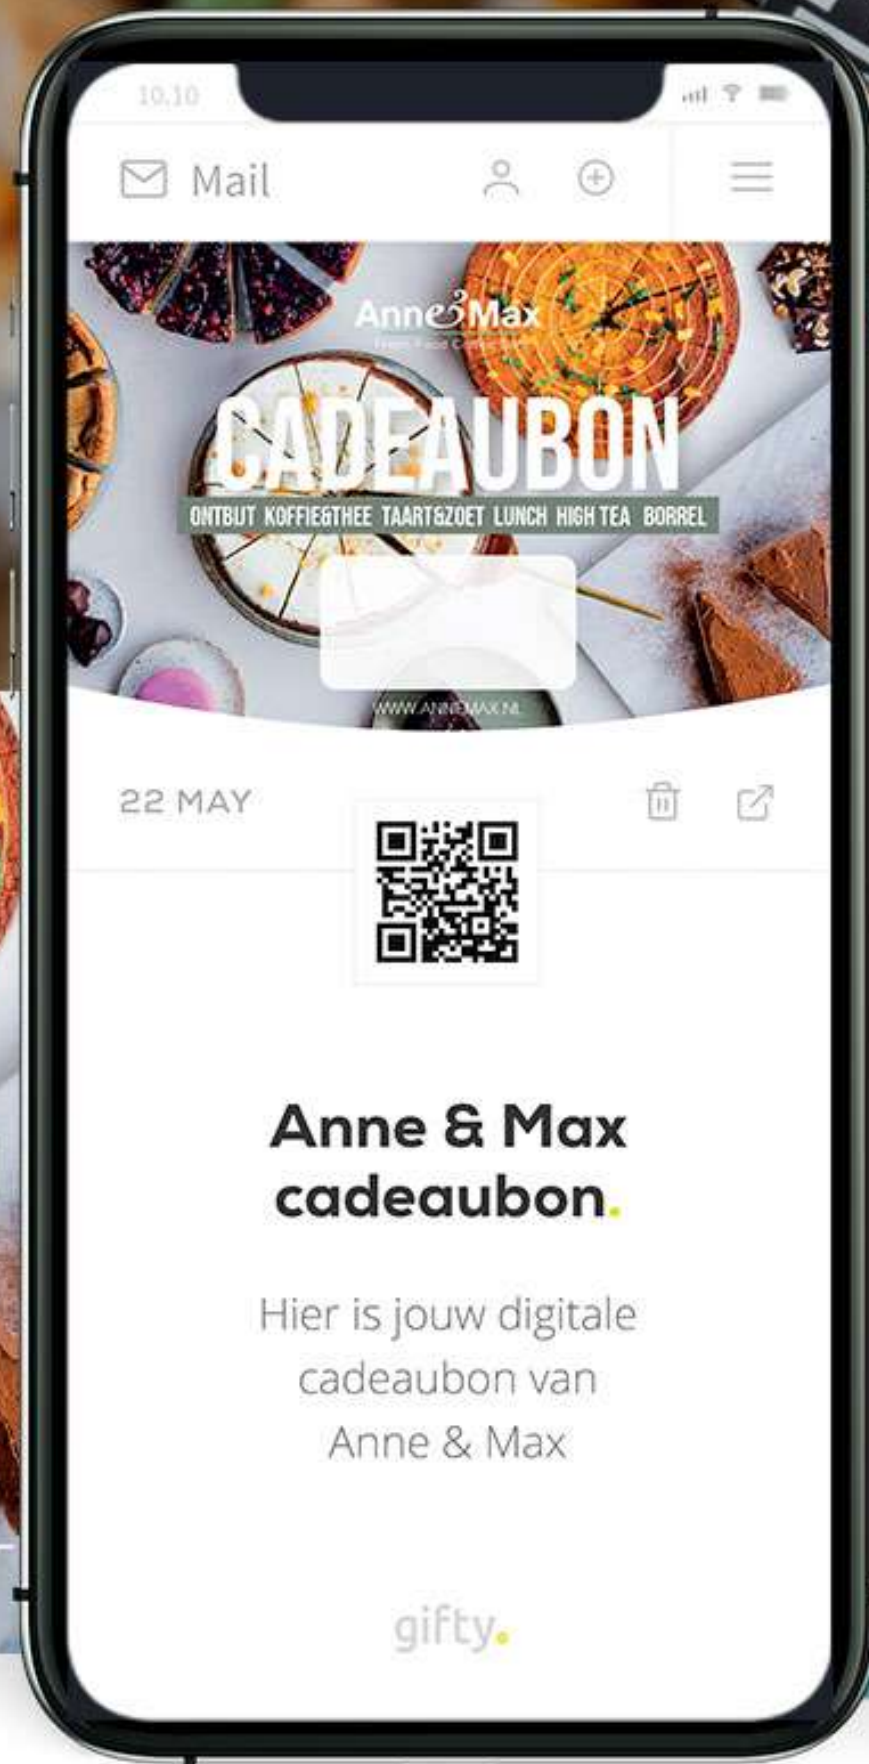 10.10
Mail
Anne&Max
CADEAUBON
ONTBIJT KOFFIE&THEE TAART&ZOET LUNCH HIGH TEA BORREL
WWW.ANNEMAX.NL
22 MAY
Anne & Max
cadeaubon.
Hier is jouw digitale
cadeaubon van
Anne & Max
gifty.